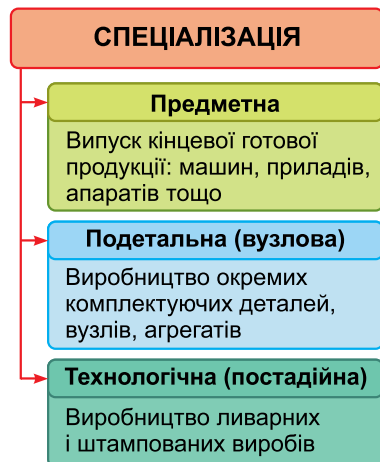 СПЕЦІАЛІЗАЦІЯ
Предметна
Випуск кінцевої готової
продукції: машин, приладів,
апаратів тощо
Подетальна (вузлова)
Виробництво окремих
комплектуючих деталей,
вузлів, агрегатів
Технологічна (постадійна)
Виробництво ливарних
і штампованих виробів